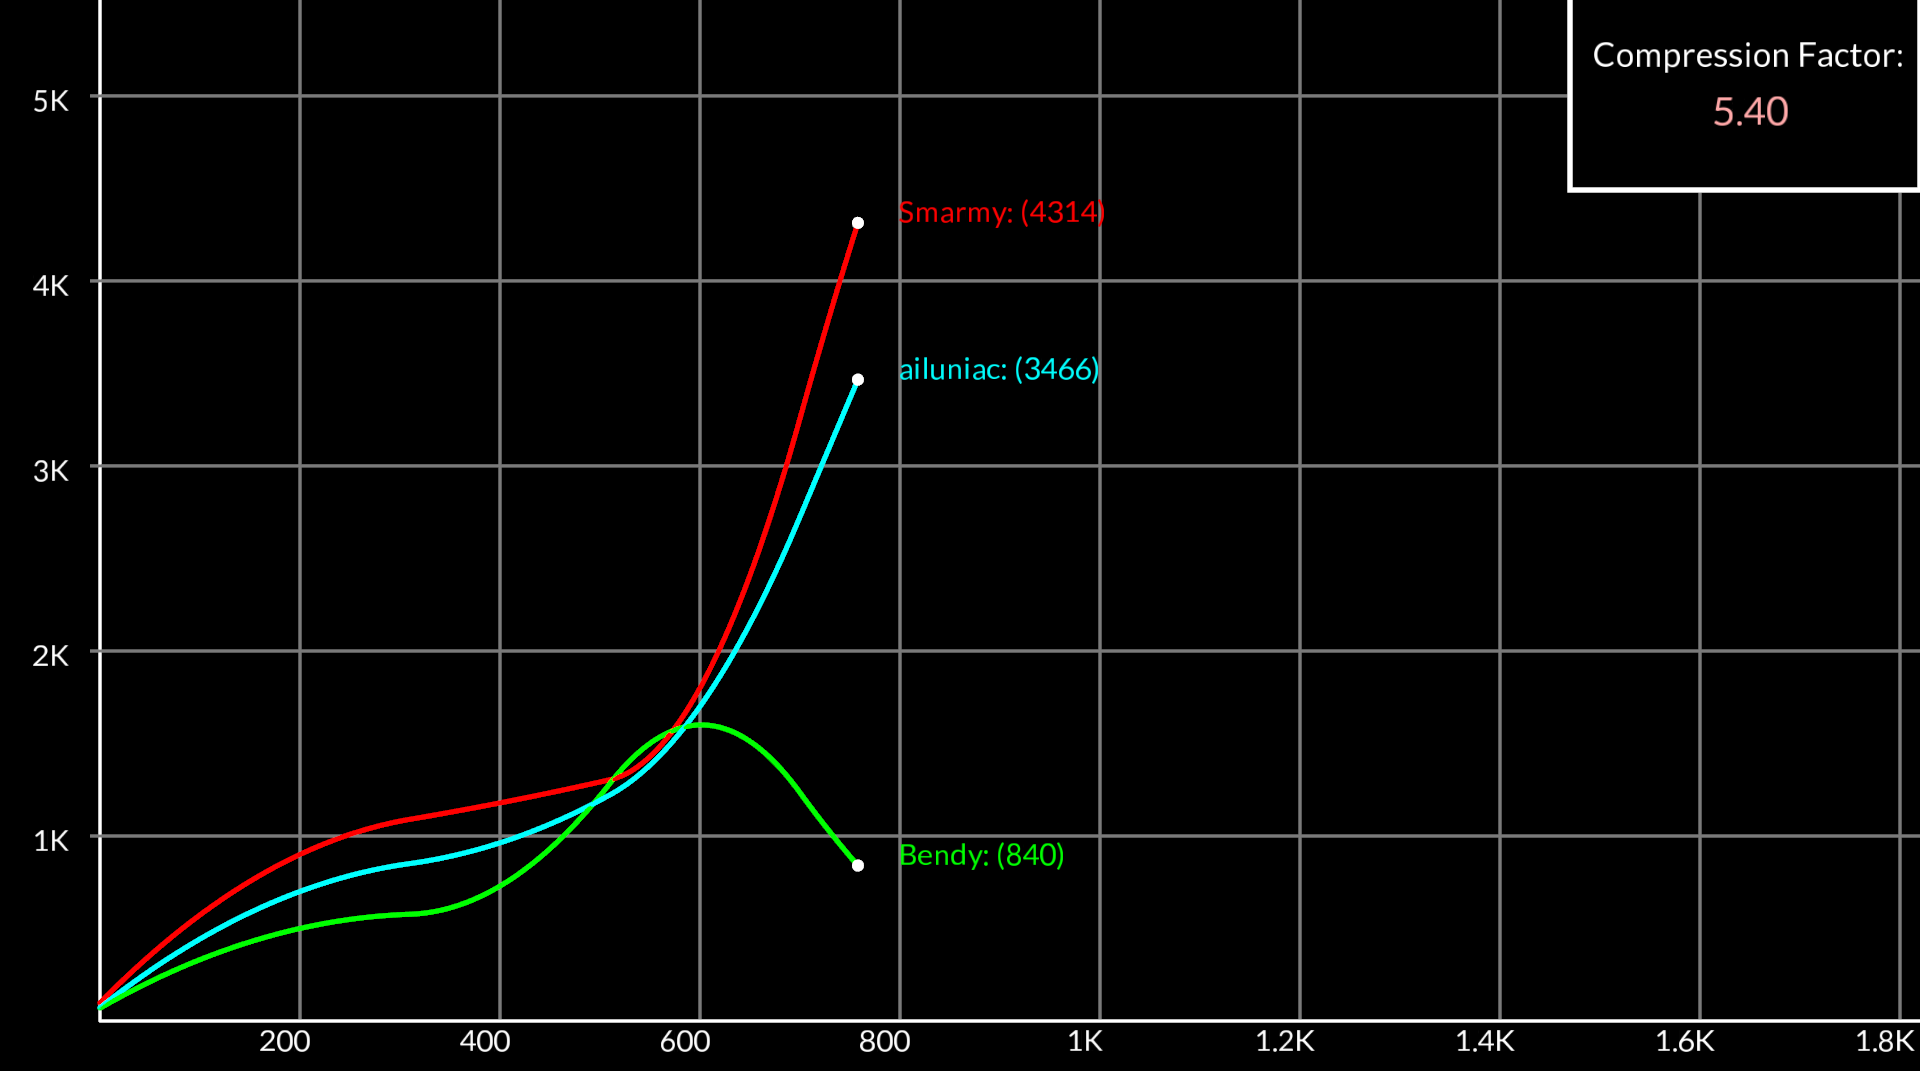 Compression Factor:
5.40
5K
Smarmy: (4314)
4K
ailuniac: (3466)
3K
2K
1K
Bendy: (840)
200 400 600 800 1K 1.2K 1.4K 1.6K 1.8K